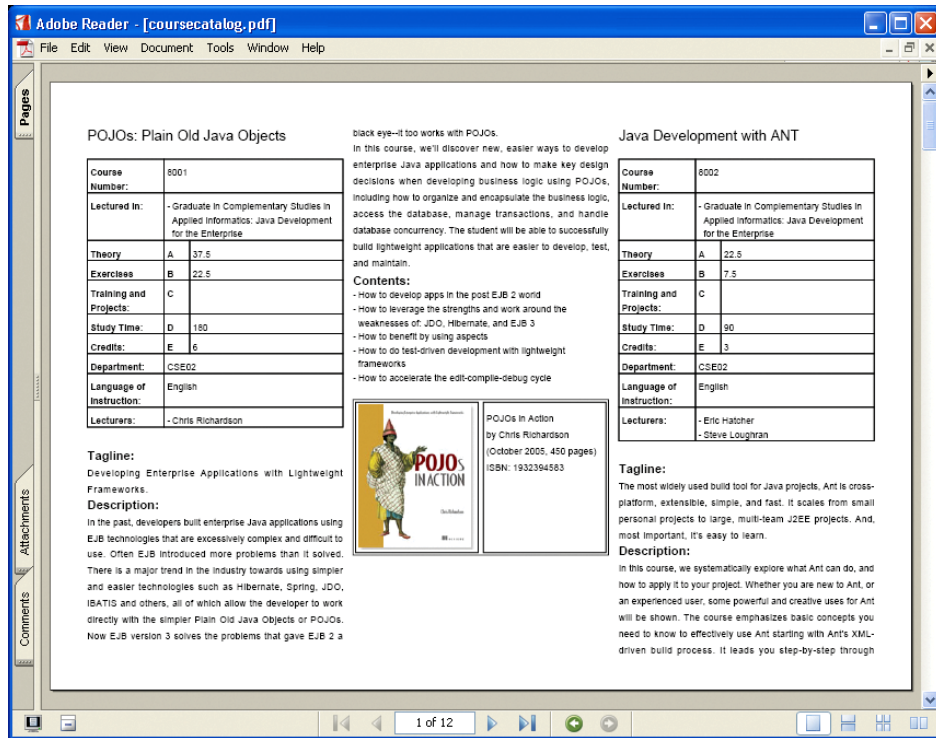 Adobe Reader - [coursecatalog.pdf]
File Edit View Document Tools Window Help
Pages
Attachments
Comments
POJOs: Plain Old Java Objects
Course Number: 8001
Lectured in: - Graduate in Complementary Studies in
Applied Informatics: Java Development
for the Enterprise
Theory A 37.5
Exercises B 22.5
Training and Projects: C
Study Time: D 180
Credits: E 6
Department: CSE02
Language of Instruction: English
Lecturers: - Chris Richardson
Tagline:
Developing Enterprise Applications with Lightweight
Frameworks.
Description:
In the past, developers built enterprise Java applications using
EJB technologies that are excessively complex and difficult to
use. Often EJB introduced more problems than it solved.
There is a major trend in the industry towards using simpler
and easier technologies such as Hibernate, Spring, JDO,
iBATIS and others, all of which allow the developer to work
directly with the simpler Plain Old Java Objects or POJOs.
Now EJB version 3 solves the problems that gave EJB 2 a
black eye--it too works with POJOs.
In this course, we'll discover new, easier ways to develop
enterprise Java applications and how to make key design
decisions when developing business logic using POJOs,
including how to organize and encapsulate the business logic,
access the database, manage transactions, and handle
database concurrency. The student will be able to successfully
build lightweight applications that are easier to develop, test,
and maintain.
Contents:
- How to develop apps in the post EJB 2 world
- How to leverage the strengths and work around the
weaknesses of: JDO, Hibernate, and EJB 3
- How to benefit by using aspects
- How to do test-driven development with lightweight
frameworks
- How to accelerate the edit-compile-debug cycle
POJOs
IN ACTION
Chris Richardson
POJOs in Action
by Chris Richardson
(October 2005, 450 pages)
ISBN: 1932394583
Java Development with ANT
Course Number: 8002
Lectured in: - Graduate in Complementary Studies in
Applied Informatics: Java Development
for the Enterprise
Theory A 22.5
Exercises B 7.5
Training and Projects: C
Study Time: D 90
Credits: E 3
Department: CSE02
Language of Instruction: English
Lecturers: - Eric Hatcher
- Steve Loughran
Tagline:
The most widely used build tool for Java projects, Ant is cross-
platform, extensible, simple, and fast. It scales from small
personal projects to large, multi-team J2EE projects. And,
most important, it's easy to learn.
Description:
In this course, we systematically explore what Ant can do, and
how to apply it to your project. Whether you are new to Ant, or
an experienced user, some powerful and creative uses for Ant
will be shown. The course emphasizes basic concepts you
need to know to effectively use Ant starting with Ant's XML-
driven build process. It leads you step-by-step through
1 of 12